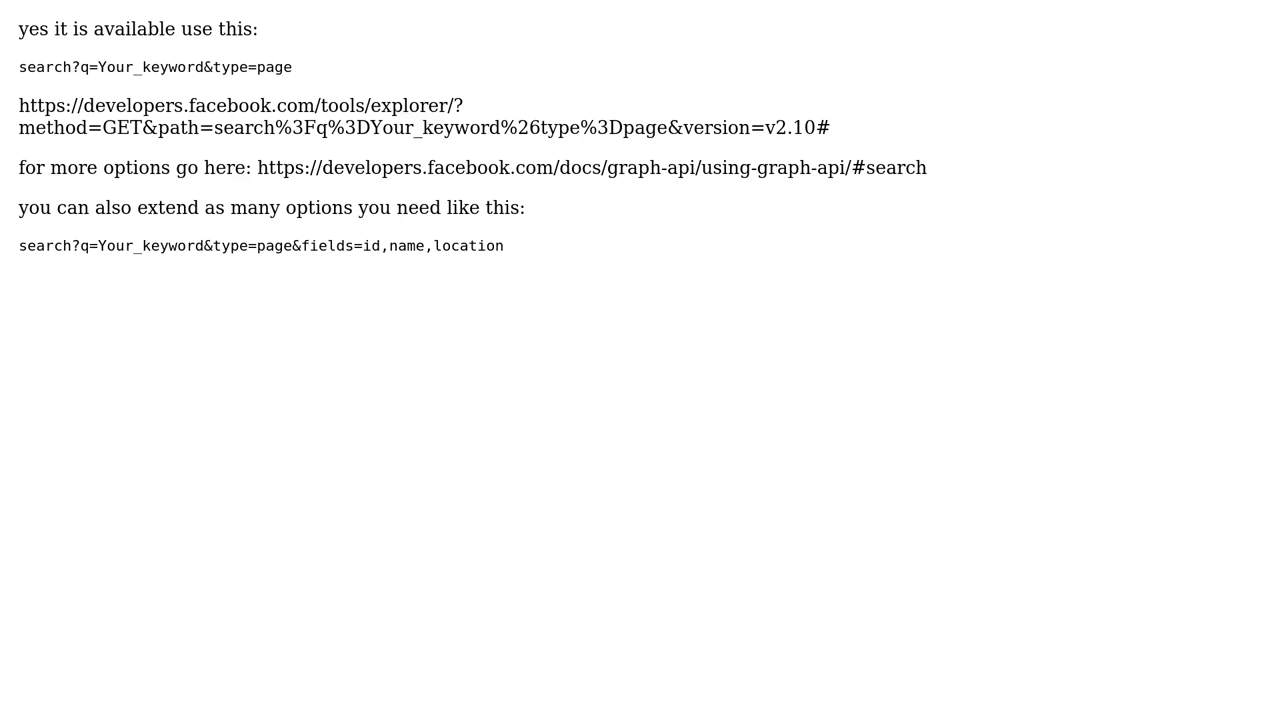 yes it is available use this:
search?q=Your_keyword&type=page
https://developers.facebook.com/tools/explorer/?
method=GET&path=search%3Fq%3DYour_keyword%26type%3Dpage&version=v2.10#
for more options go here: https://developers.facebook.com/docs/graph-api/using-graph-api/#search
you can also extend as many options you need like this:
search?q=Your_keyword&type=page&fields=id,name,location